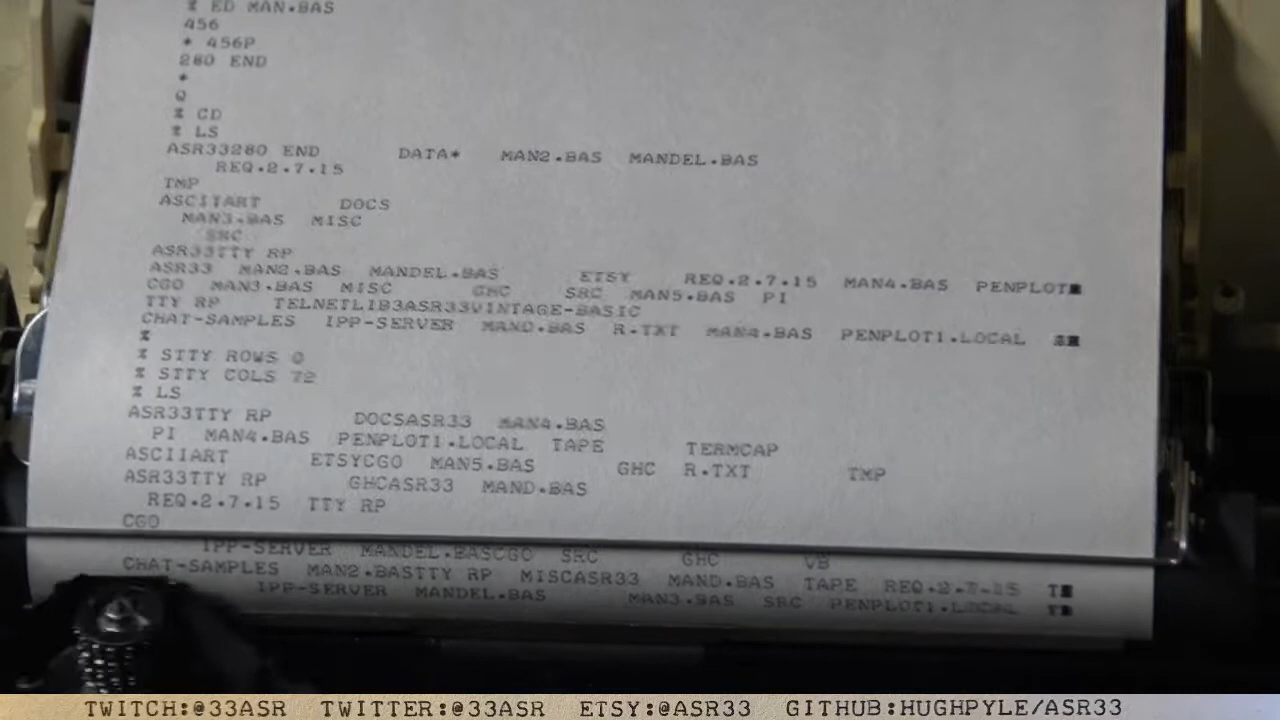 % ED MAN.BAS
456
* 456P
280 END
*
Q
% CD
% LS
ASR33280 END DATA* MAN2.BAS MANDEL.BAS
REQ.2.7.15
TMP
ASCIIART DOCS
MAN3.BAS MISC
SRC
ASR33TTY RP
ASR33 MAN2.BAS MANDEL.BAS ETSY REQ.2.7.15 MAN4.BAS PENPLOT
CGO MAN3.BAS MISC GHC SRC MAN5.BAS PI
TTY RP TELNETLIB3ASR33VINTAGE-BASIC
CHAT-SAMPLES IPP-SERVER MAND.BAS R.TXT MAN4.BAS PENPLOT1.LOCAL
%
% STTY ROWS 0
% STTY COLS 72
% LS
ASR33TTY RP DOCSASR33 MAN4.BAS
PI MAN4.BAS PENPLOT1.LOCAL TAPE TERMCAP
ASCIIART ETSYCGO MAN5.BAS GHC R.TXT TMP
ASR33TTY RP GHCASR33 MAND.BAS
REQ.2.7.15 TTY RP
CGO
IPP-SERVER MANDEL.BASCGO SRC GHC VB
CHAT-SAMPLES MAN2.BASTTY RP MISCASR33 MAND.BAS TAPE REQ.2.7.15
IPP-SERVER MANDEL.BAS MAN3.BAS SRC PENPLOT1.LOCAL
TWITCH:@33ASR TWITTER:@33ASR ETSY:@ASR33 GITHUB:HUGHPYLE/ASR33